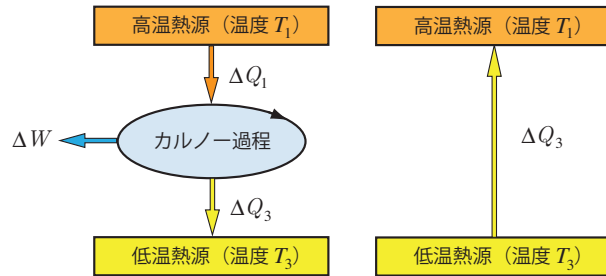 高温熱源（温度 T₁）
ΔQ₁
カルノー過程
ΔW
ΔQ₃
低温熱源（温度 T₃）
高温熱源（温度 T₁）
ΔQ₃
低温熱源（温度 T₃）